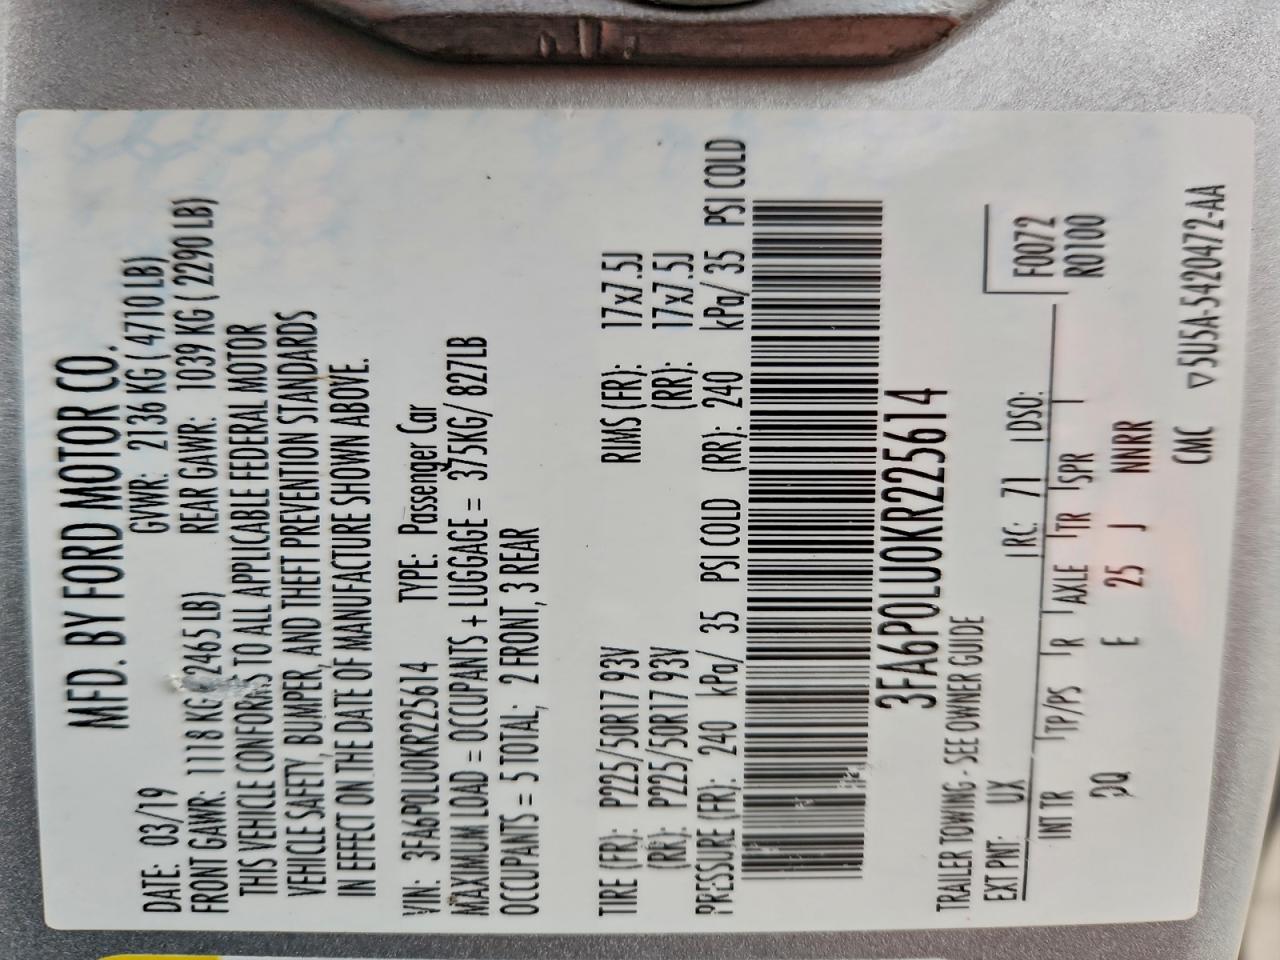 MFD. BY FORD MOTOR CO.
DATE: 03/19 GVWR: 2136 KG ( 4710 LB)
FRONT GAWR: 1118 KG( 2465 LB) REAR GAWR: 1039 KG ( 2290 LB)
THIS VEHICLE CONFORMS TO ALL APPLICABLE FEDERAL MOTOR
VEHICLE SAFETY, BUMPER, AND THEFT PREVENTION STANDARDS
IN EFFECT ON THE DATE OF MANUFACTURE SHOWN ABOVE.
VIN: 3FA6P0LU0KR225614 TYPE: Passenger Car
MAXIMUM LOAD = OCCUPANTS + LUGGAGE = 375KG/ 827LB
OCCUPANTS = 5 TOTAL; 2 FRONT, 3 REAR
TIRE (FR): P225/50R17 93V RIMS (FR): 17x7.5J
(RR): P225/50R17 93V (RR): 17x7.5J
PRESSURE (FR): 240 kPa/ 35 PSI COLD (RR): 240 kPa/ 35 PSI COLD
3FA6P0LU0KR225614
TRAILER TOWING - SEE OWNER GUIDE
EXT PNT: UX RC: 71 DSO: F0072
INT TR TP/PS R AXLE TR SPR R0100
DQ E 25 J NNRR
CMC ▽5U5A-5420472-AA